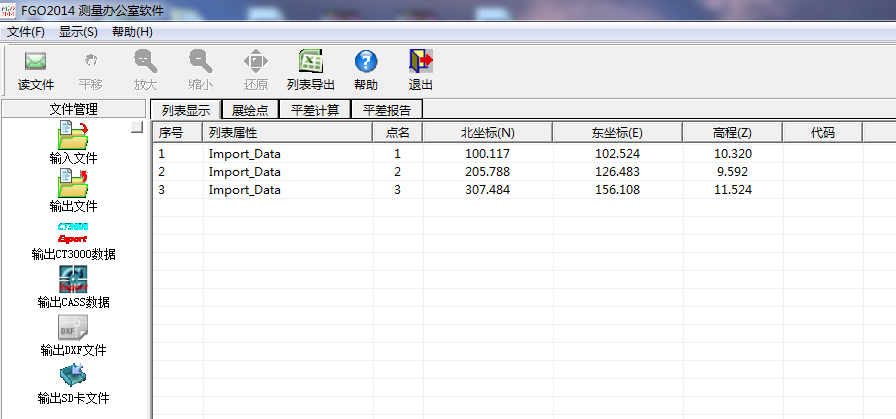 FGO2014 测量办公室软件
文件(F) 显示(S) 帮助(H)
读文件 平移 放大 缩小 还原 列表导出 帮助 退出
文件管理
输入文件
输出文件
CT3000
Export
输出CT3000数据
输出CASS数据
DXF
输出DXF文件
输出SD卡文件
列表显示 展绘点 平差计算 平差报告
序号 列表属性 点名 北坐标(N) 东坐标(E) 高程(Z) 代码
1 Import_Data 1 100.117 102.524 10.320
2 Import_Data 2 205.788 126.483 9.592
3 Import_Data 3 307.484 156.108 11.524